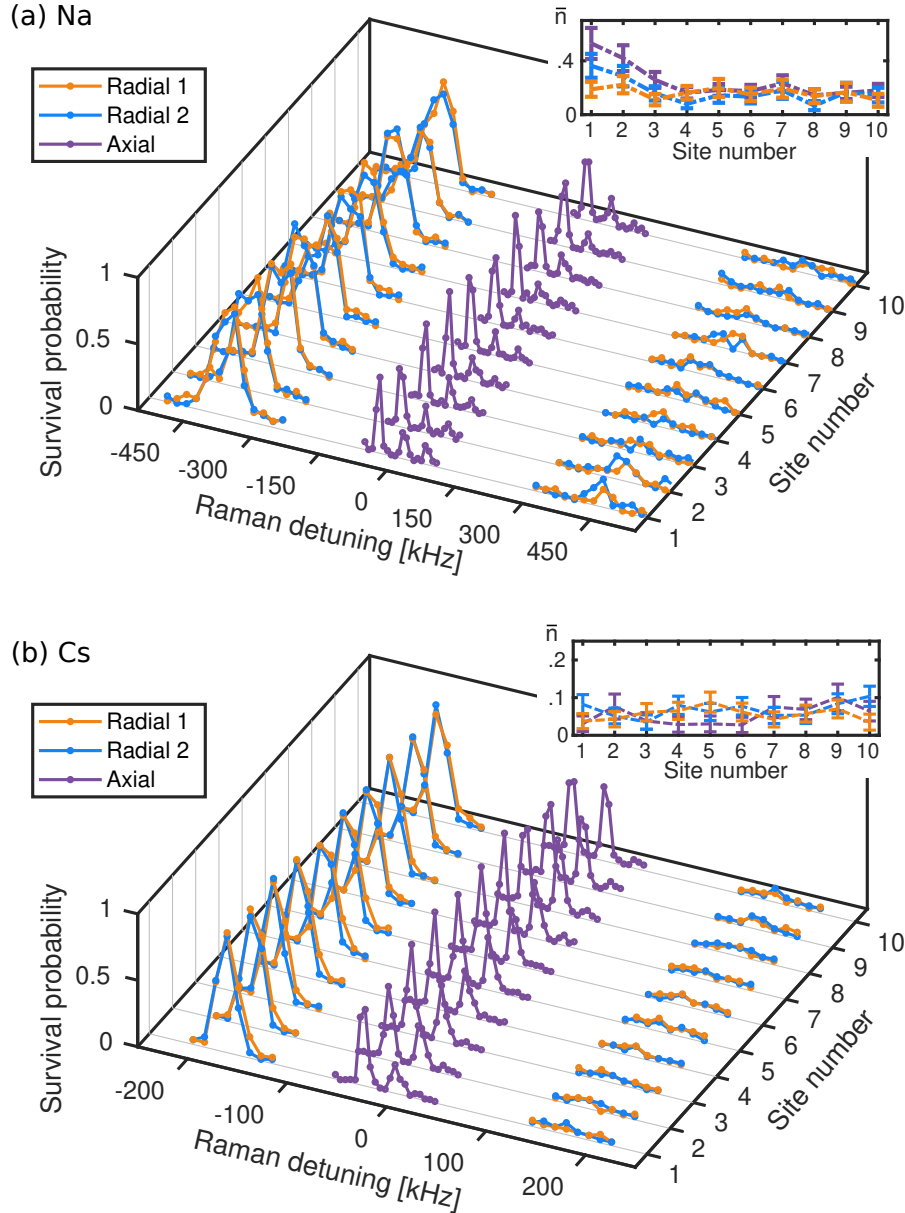 (a) Na
Radial 1
Radial 2
Axial
n̄
.4
0
1 2 3 4 5 6 7 8 9 10
Site number
1
0.5
0
Survival probability
-450
-300
-150
0
150
300
450
Raman detuning [kHz]
1
2
3
4
5
6
7
8
9
10
Site number
(b) Cs
Radial 1
Radial 2
Axial
n̄
.2
.1
0
1 2 3 4 5 6 7 8 9 10
Site number
1
0.5
0
Survival probability
-200
-100
0
100
200
Raman detuning [kHz]
1
2
3
4
5
6
7
8
9
10
Site number